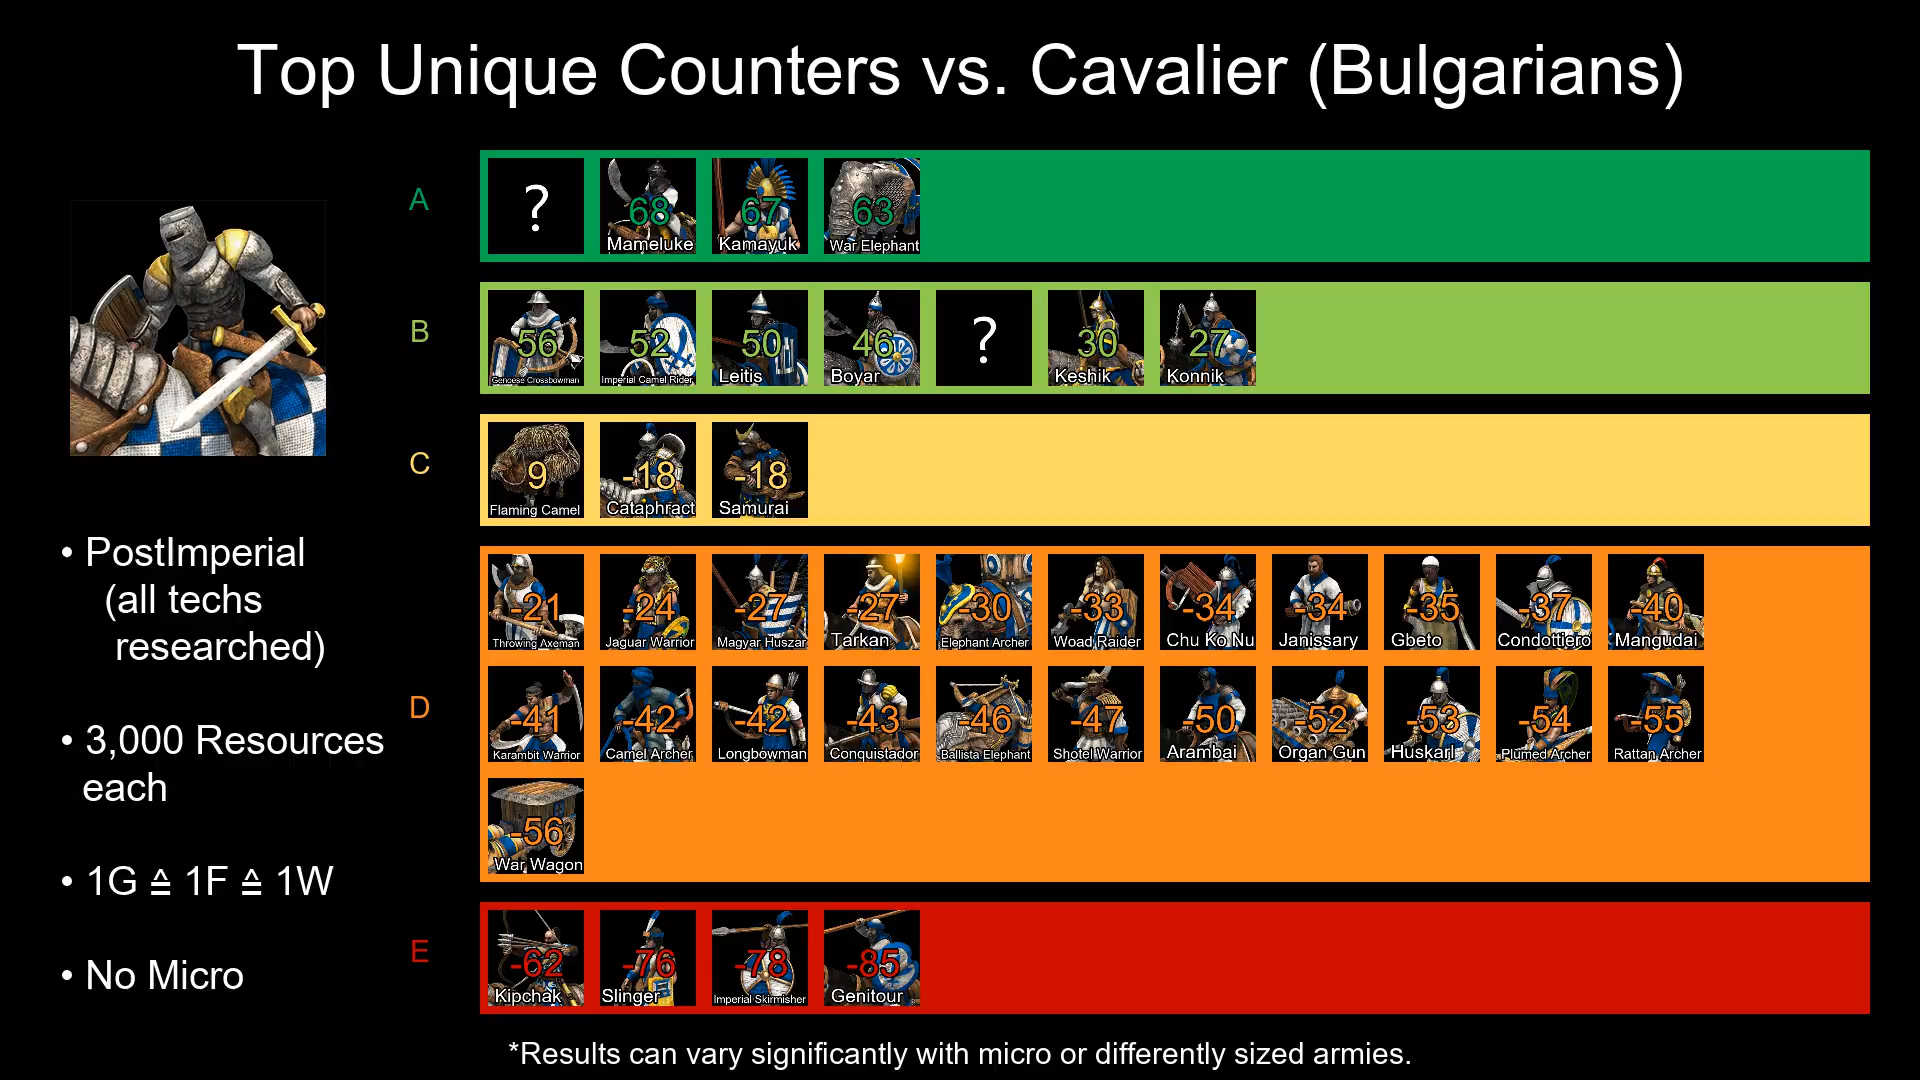 Top Unique Counters vs. Cavalier (Bulgarians)
A
? 68 67 63
Mameluke Kamayuk War Elephant
B
56 52 50 46 ? 30 27
Genoese Crossbowman Imperial Camel Rider Leitis Boyar Keshik Konnik
C
9 -18 -18
Flaming Camel Cataphract Samurai
• PostImperial
(all techs
researched)
• 3,000 Resources
each
• 1G ≙ 1F ≙ 1W
• No Micro
D
-21 -24 -27 -27 -30 -33 -34 -34 -35 -37 -40
Throwing Axeman Jaguar Warrior Magyar Huszar Tarkan Elephant Archer Woad Raider Chu Ko Nu Janissary Gbeto Condottiero Mangudai
-41 -42 -42 -43 -46 -47 -50 -52 -53 -54 -55
Karambit Warrior Camel Archer Longbowman Conquistador Ballista Elephant Shotel Warrior Arambai Organ Gun Huskarl Plumed Archer Rattan Archer
-56
War Wagon
E
-62 -76 -78 -85
Kipchak Slinger Imperial Skirmisher Genitour
*Results can vary significantly with micro or differently sized armies.